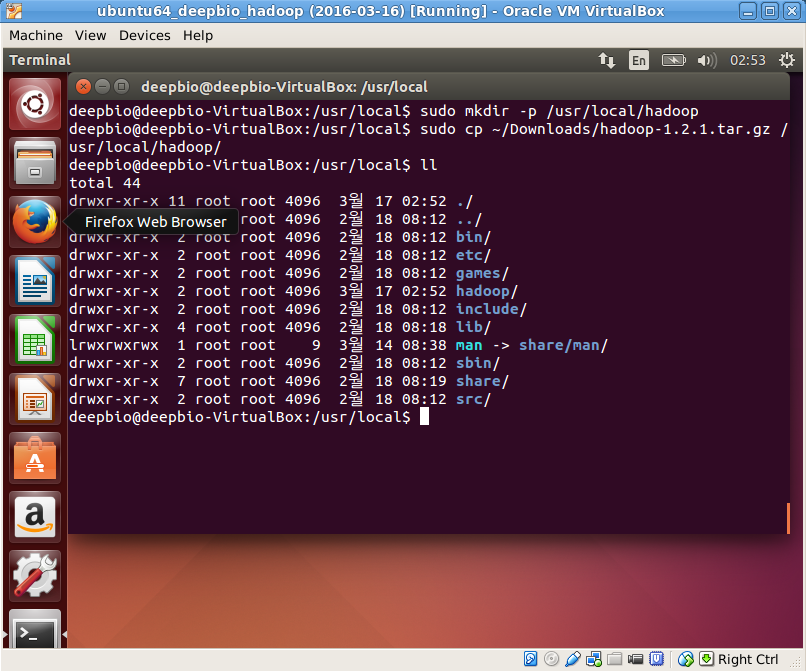 ubuntu64_deepbio_hadoop (2016-03-16) [Running] - Oracle VM VirtualBox
Machine View Devices Help
Terminal En 02:53
deepbio@deepbio-VirtualBox: /usr/local
deepbio@deepbio-VirtualBox:/usr/local$ sudo mkdir -p /usr/local/hadoop
deepbio@deepbio-VirtualBox:/usr/local$ sudo cp ~/Downloads/hadoop-1.2.1.tar.gz /
usr/local/hadoop/
deepbio@deepbio-VirtualBox:/usr/local$ ll
total 44
drwxr-xr-x 11 root root 4096  3월 17 02:52 ./
root 4096  2월 18 08:12 ../
Firefox Web Browser
drwxr-xr-x  2 root root 4096  2월 18 08:12 bin/
drwxr-xr-x  2 root root 4096  2월 18 08:12 etc/
drwxr-xr-x  2 root root 4096  2월 18 08:12 games/
drwxr-xr-x  2 root root 4096  3월 17 02:52 hadoop/
drwxr-xr-x  2 root root 4096  2월 18 08:12 include/
drwxr-xr-x  4 root root 4096  2월 18 08:18 lib/
lrwxrwxrwx  1 root root    9  3월 14 08:38 man -> share/man/
drwxr-xr-x  2 root root 4096  2월 18 08:12 sbin/
drwxr-xr-x  7 root root 4096  2월 18 08:19 share/
drwxr-xr-x  2 root root 4096  2월 18 08:12 src/
deepbio@deepbio-VirtualBox:/usr/local$
a
>_
Right Ctrl